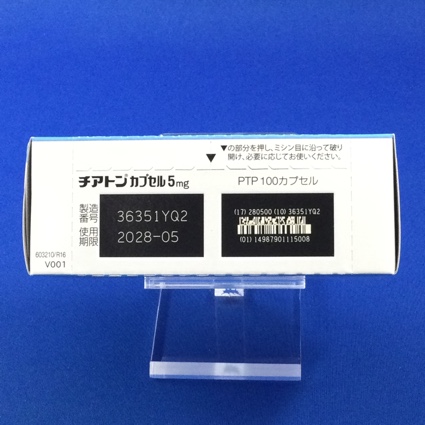 ▼の部分を押し、ミシン目に沿って破り
開け、必要に応じてお使いください。
▼
チアトンカプセル5mg
PTP 100カプセル
製造番号 36351YQ2
使用期限 2028-05
(17) 280500 (10) 36351YQ2
(01) 14987901115008
603210/R16
V001